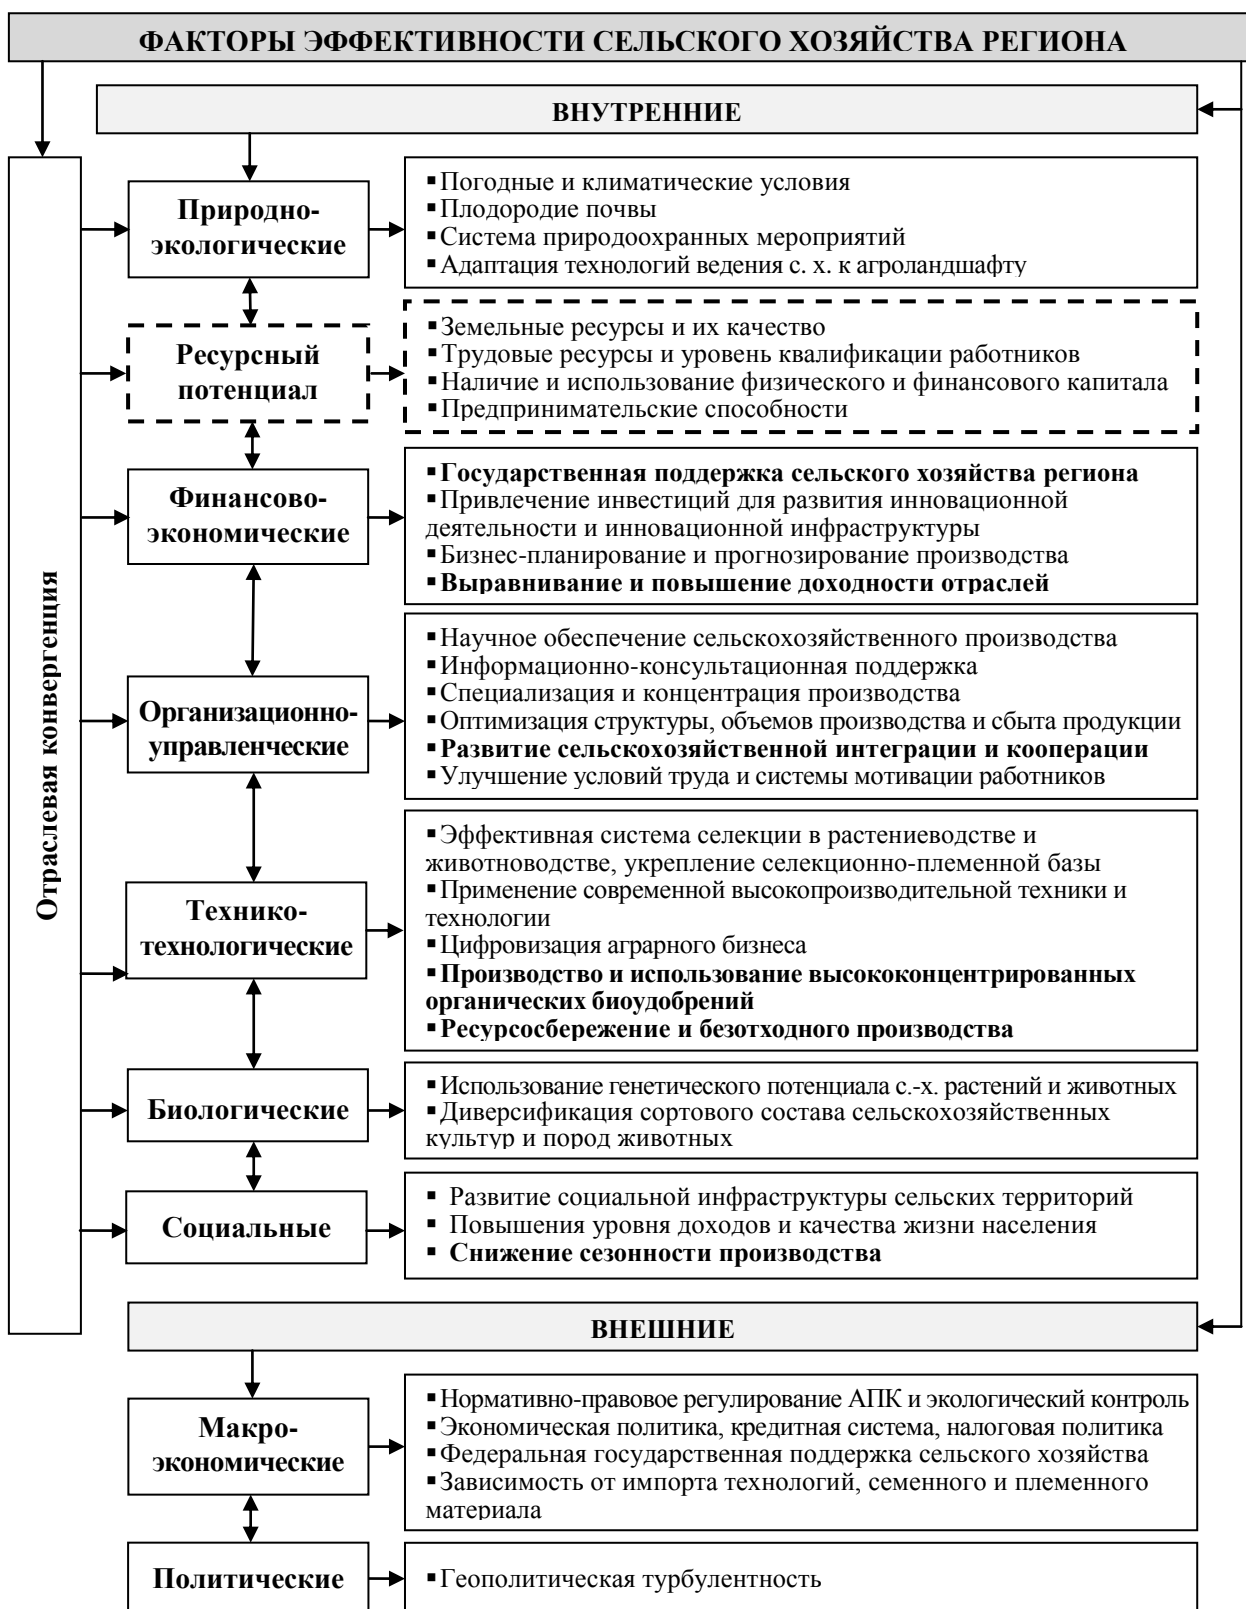 ФАКТОРЫ ЭФФЕКТИВНОСТИ СЕЛЬСКОГО ХОЗЯЙСТВА РЕГИОНА
ВНУТРЕННИЕ
Отраслевая конвергенция
Природно-
экологические
▪Погодные и климатические условия
▪Плодородие почвы
▪Система природоохранных мероприятий
▪Адаптация технологий ведения с. х. к агроландшафту
Ресурсный
потенциал
▪Земельные ресурсы и их качество
▪Трудовые ресурсы и уровень квалификации работников
▪Наличие и использование физического и финансового капитала
▪Предпринимательские способности
Финансово-
экономические
▪Государственная поддержка сельского хозяйства региона
▪Привлечение инвестиций для развития инновационной
деятельности и инновационной инфраструктуры
▪Бизнес-планирование и прогнозирование производства
▪Выравнивание и повышение доходности отраслей
Организационно-
управленческие
▪Научное обеспечение сельскохозяйственного производства
▪Информационно-консультационная поддержка
▪Специализация и концентрация производства
▪Оптимизация структуры, объемов производства и сбыта продукции
▪Развитие сельскохозяйственной интеграции и кооперации
▪Улучшение условий труда и системы мотивации работников
Технико-
технологические
▪Эффективная система селекции в растениеводстве и
животноводстве, укрепление селекционно-племенной базы
▪Применение современной высокопроизводительной техники и
технологии
▪Цифровизация аграрного бизнеса
▪Производство и использование высококонцентрированных
органических биоудобрений
▪Ресурсосбережение и безотходного производства
Биологические
▪Использование генетического потенциала с.-х. растений и животных
▪Диверсификация сортового состава сельскохозяйственных
культур и пород животных
Социальные
▪ Развитие социальной инфраструктуры сельских территорий
▪ Повышения уровня доходов и качества жизни населения
▪ Снижение сезонности производства
ВНЕШНИЕ
Макро-
экономические
▪Нормативно-правовое регулирование АПК и экологический контроль
▪Экономическая политика, кредитная система, налоговая политика
▪Федеральная государственная поддержка сельского хозяйства
▪Зависимость от импорта технологий, семенного и племенного
материала
Политические
▪Геополитическая турбулентность